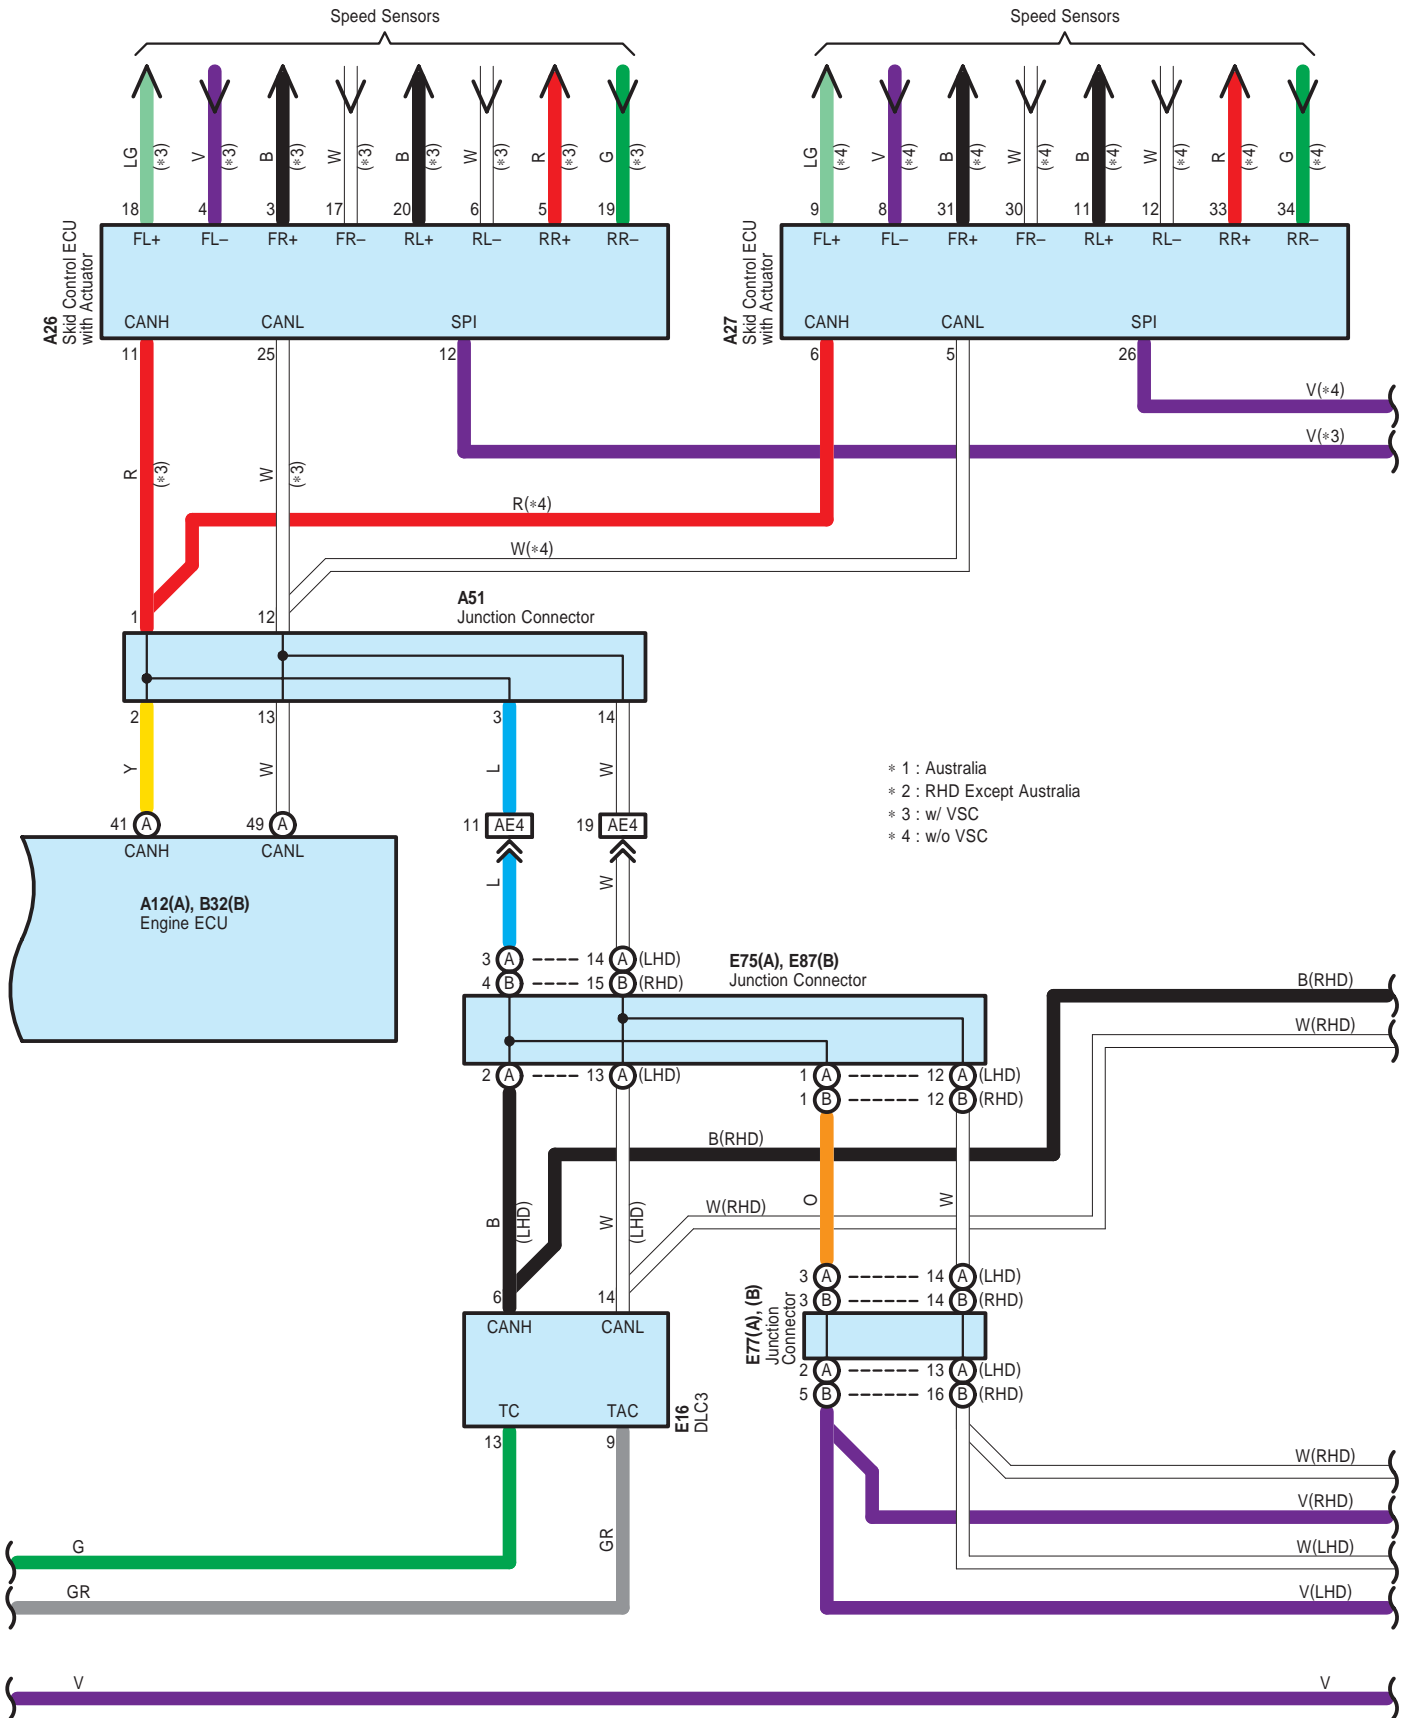 Speed Sensors
Speed Sensors
LG (*3) V (*3) B (*3) W (*3) B (*3) W (*3) R (*3) G (*3)
LG (*4) V (*4) B (*4) W (*4) B (*4) W (*4) R (*4) G (*4)
18 4 3 17 20 6 5 19
9 8 31 30 11 12 33 34
FL+ FL– FR+ FR– RL+ RL– RR+ RR–
FL+ FL– FR+ FR– RL+ RL– RR+ RR–
A26
Skid Control ECU
with Actuator
A27
Skid Control ECU
with Actuator
CANH CANL SPI
CANH CANL SPI
11 25 12
6 5 26
V(*4)
V(*3)
R (*3) W (*3)
R(*4)
W(*4)
A51
Junction Connector
1 12
2 13 3 14
Y W L W
* 1 : Australia
* 2 : RHD Except Australia
* 3 : w/ VSC
* 4 : w/o VSC
41 A 49 A
11 AE4 19 AE4
CANH CANL
A12(A), B32(B)
Engine ECU
L W
3 A 14 A (LHD)
4 B 15 B (RHD)
E75(A), E87(B)
Junction Connector
B(RHD)
W(RHD)
2 A 13 A (LHD)
1 A 12 A (LHD)
1 B 12 B (RHD)
B(RHD)
W(RHD)
B (LHD) W (LHD)
O W
3 A 14 A (LHD)
3 B 14 B (RHD)
6 14
CANH CANL
E77(A), (B)
Junction
Connector
2 A 13 A (LHD)
5 B 16 B (RHD)
TC TAC
E16
DLC3
13 9
GR
W(RHD)
V(RHD)
W(LHD)
V(LHD)
G
GR
V V